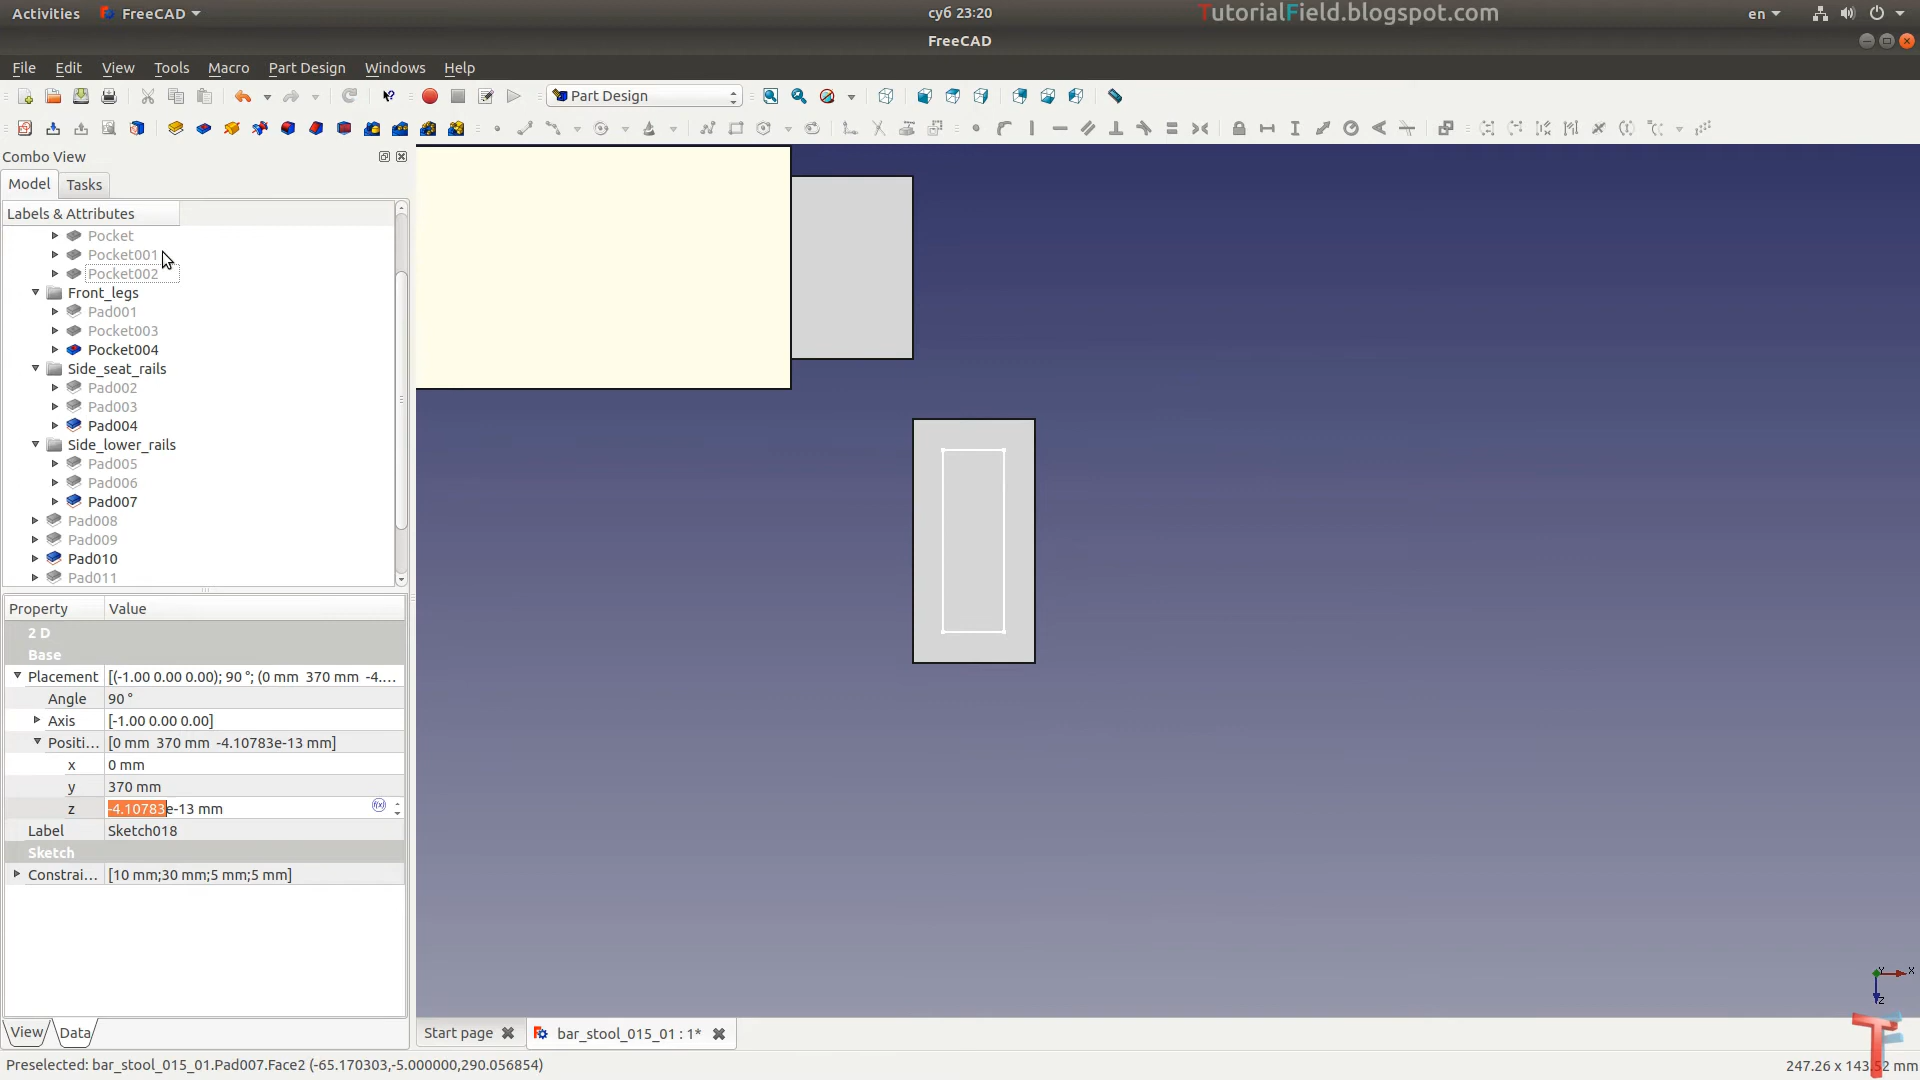 Activities FreeCAD суб 23:20 TutorialField.blogspot.com en
FreeCAD
File Edit View Tools Macro Part Design Windows Help
Part Design
Combo View
Model Tasks
Labels & Attributes
Pocket
Pocket001
Pocket002
Front_legs
Pad001
Pocket003
Pocket004
Side_seat_rails
Pad002
Pad003
Pad004
Side_lower_rails
Pad005
Pad006
Pad007
Pad008
Pad009
Pad010
Pad011
Property Value
2 D
Base
Placement [(-1.00 0.00 0.00); 90 °; (0 mm 370 mm -4....
Angle 90 °
Axis [-1.00 0.00 0.00]
Positi... [0 mm 370 mm -4.10783e-13 mm]
x 0 mm
y 370 mm
z -4.10783e-13 mm
Label Sketch018
Sketch
Constrai... [10 mm;30 mm;5 mm;5 mm]
Y X
Z
View Data
Start page bar_stool_015_01 : 1*
Preselected: bar_stool_015_01.Pad007.Face2 (-65.170303,-5.000000,290.056854) 247.26 x 143.52 mm